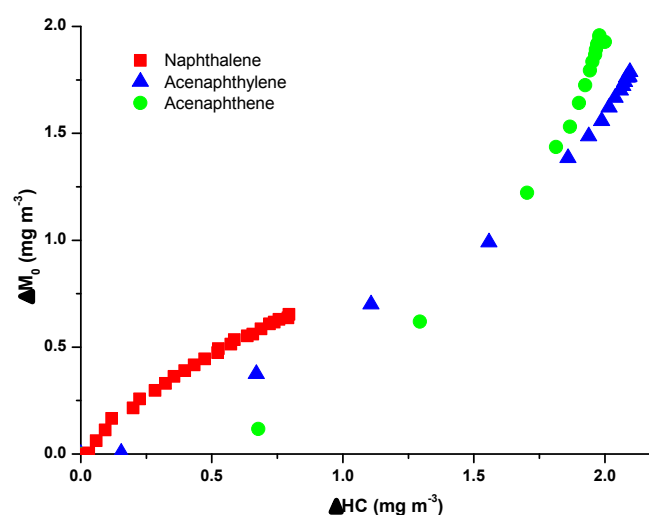 2.0
Naphthalene
Acenaphthylene
Acenaphthene
1.5
1.0
0.5
0.0
ΔM₀ (mg m⁻³)
0.0 0.5 1.0 1.5 2.0
ΔHC (mg m⁻³)